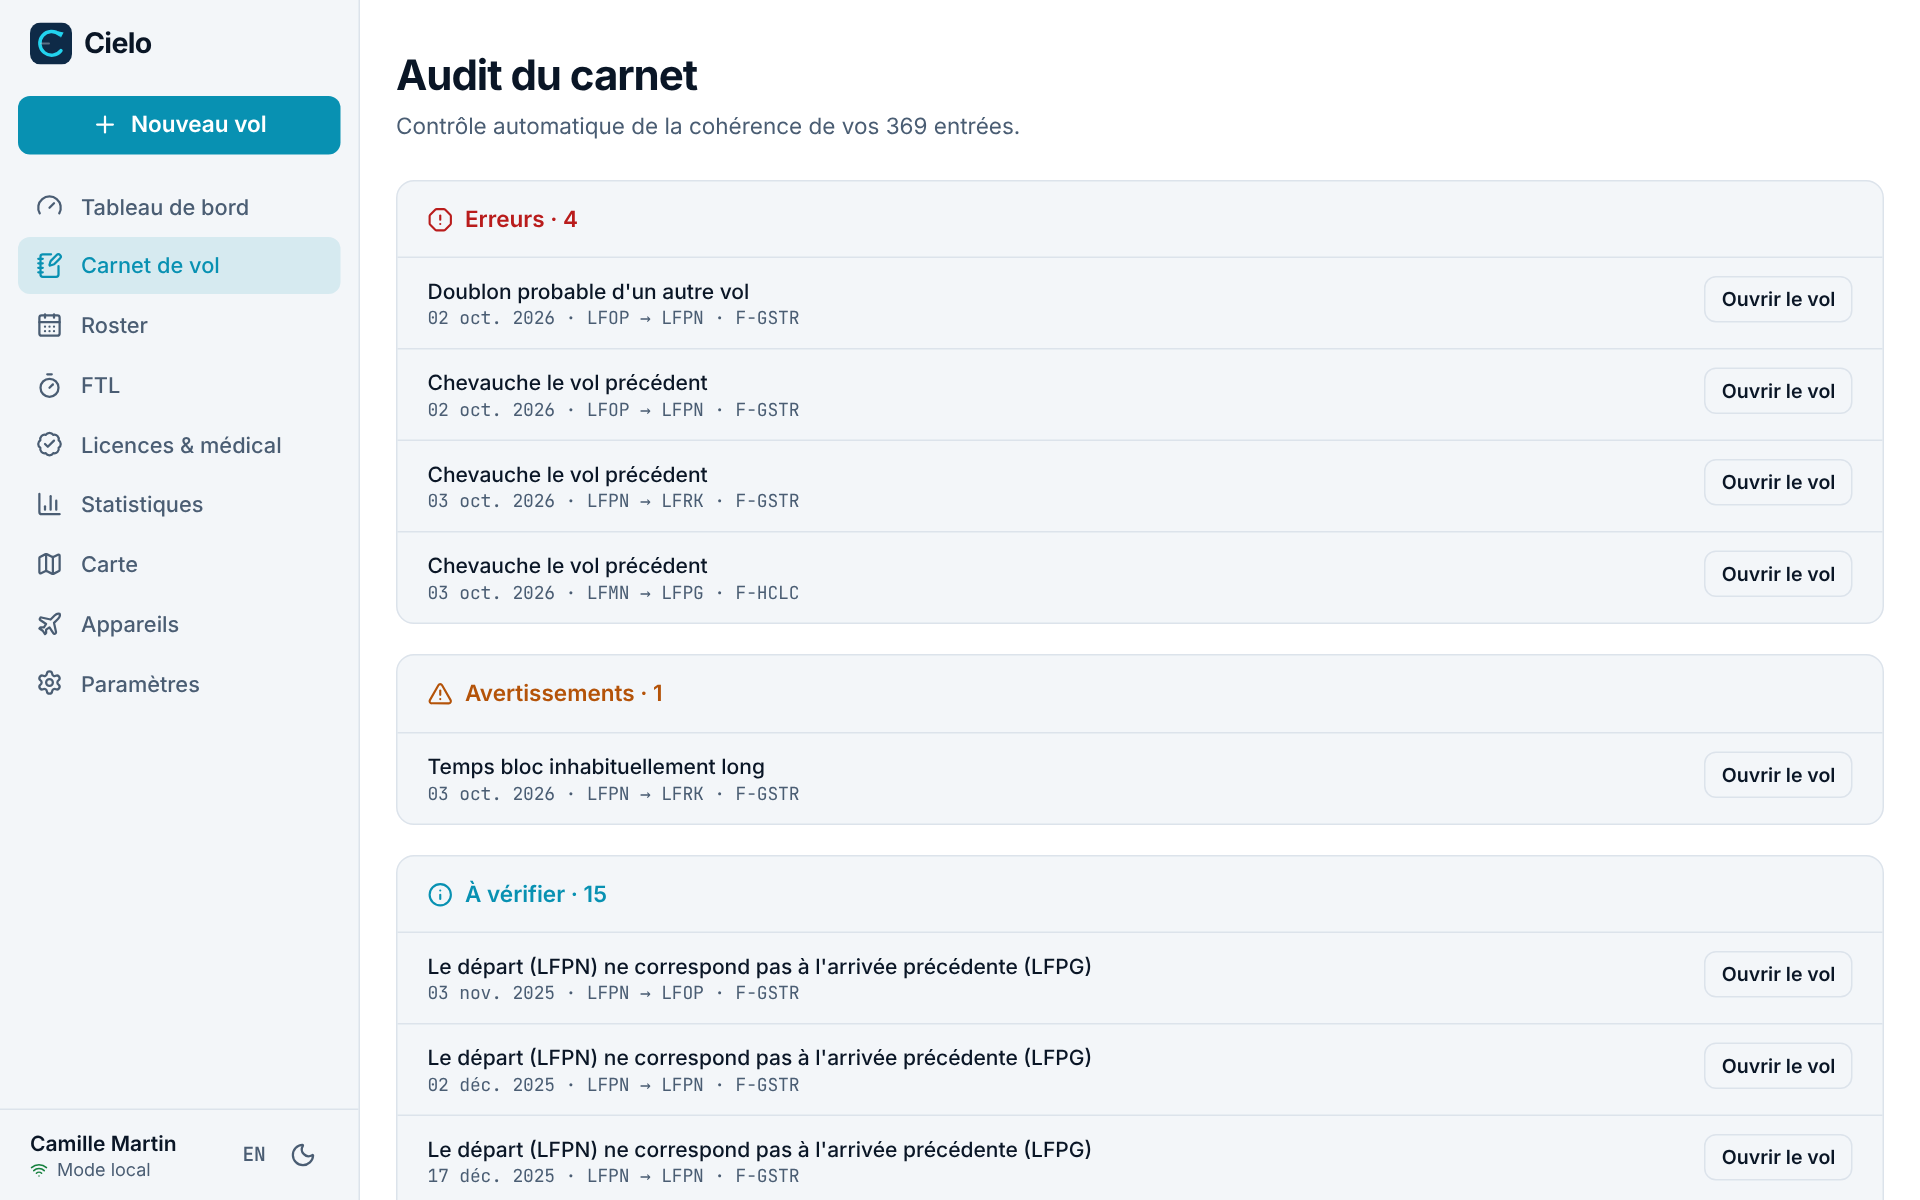 Cielo
Nouveau vol
Tableau de bord
Carnet de vol
Roster
FTL
Licences & médical
Statistiques
Carte
Appareils
Paramètres
Camille Martin
Mode local
EN
Audit du carnet
Contrôle automatique de la cohérence de vos 369 entrées.
Erreurs · 4
Doublon probable d'un autre vol
02 oct. 2026 · LFOP → LFPN · F-GSTR
Ouvrir le vol
Chevauche le vol précédent
02 oct. 2026 · LFOP → LFPN · F-GSTR
Ouvrir le vol
Chevauche le vol précédent
03 oct. 2026 · LFPN → LFRK · F-GSTR
Ouvrir le vol
Chevauche le vol précédent
03 oct. 2026 · LFMN → LFPG · F-HCLC
Ouvrir le vol
Avertissements · 1
Temps bloc inhabituellement long
03 oct. 2026 · LFPN → LFRK · F-GSTR
Ouvrir le vol
À vérifier · 15
Le départ (LFPN) ne correspond pas à l'arrivée précédente (LFPG)
03 nov. 2025 · LFPN → LFOP · F-GSTR
Ouvrir le vol
Le départ (LFPN) ne correspond pas à l'arrivée précédente (LFPG)
02 déc. 2025 · LFPN → LFPN · F-GSTR
Ouvrir le vol
Le départ (LFPN) ne correspond pas à l'arrivée précédente (LFPG)
17 déc. 2025 · LFPN → LFPN · F-GSTR
Ouvrir le vol